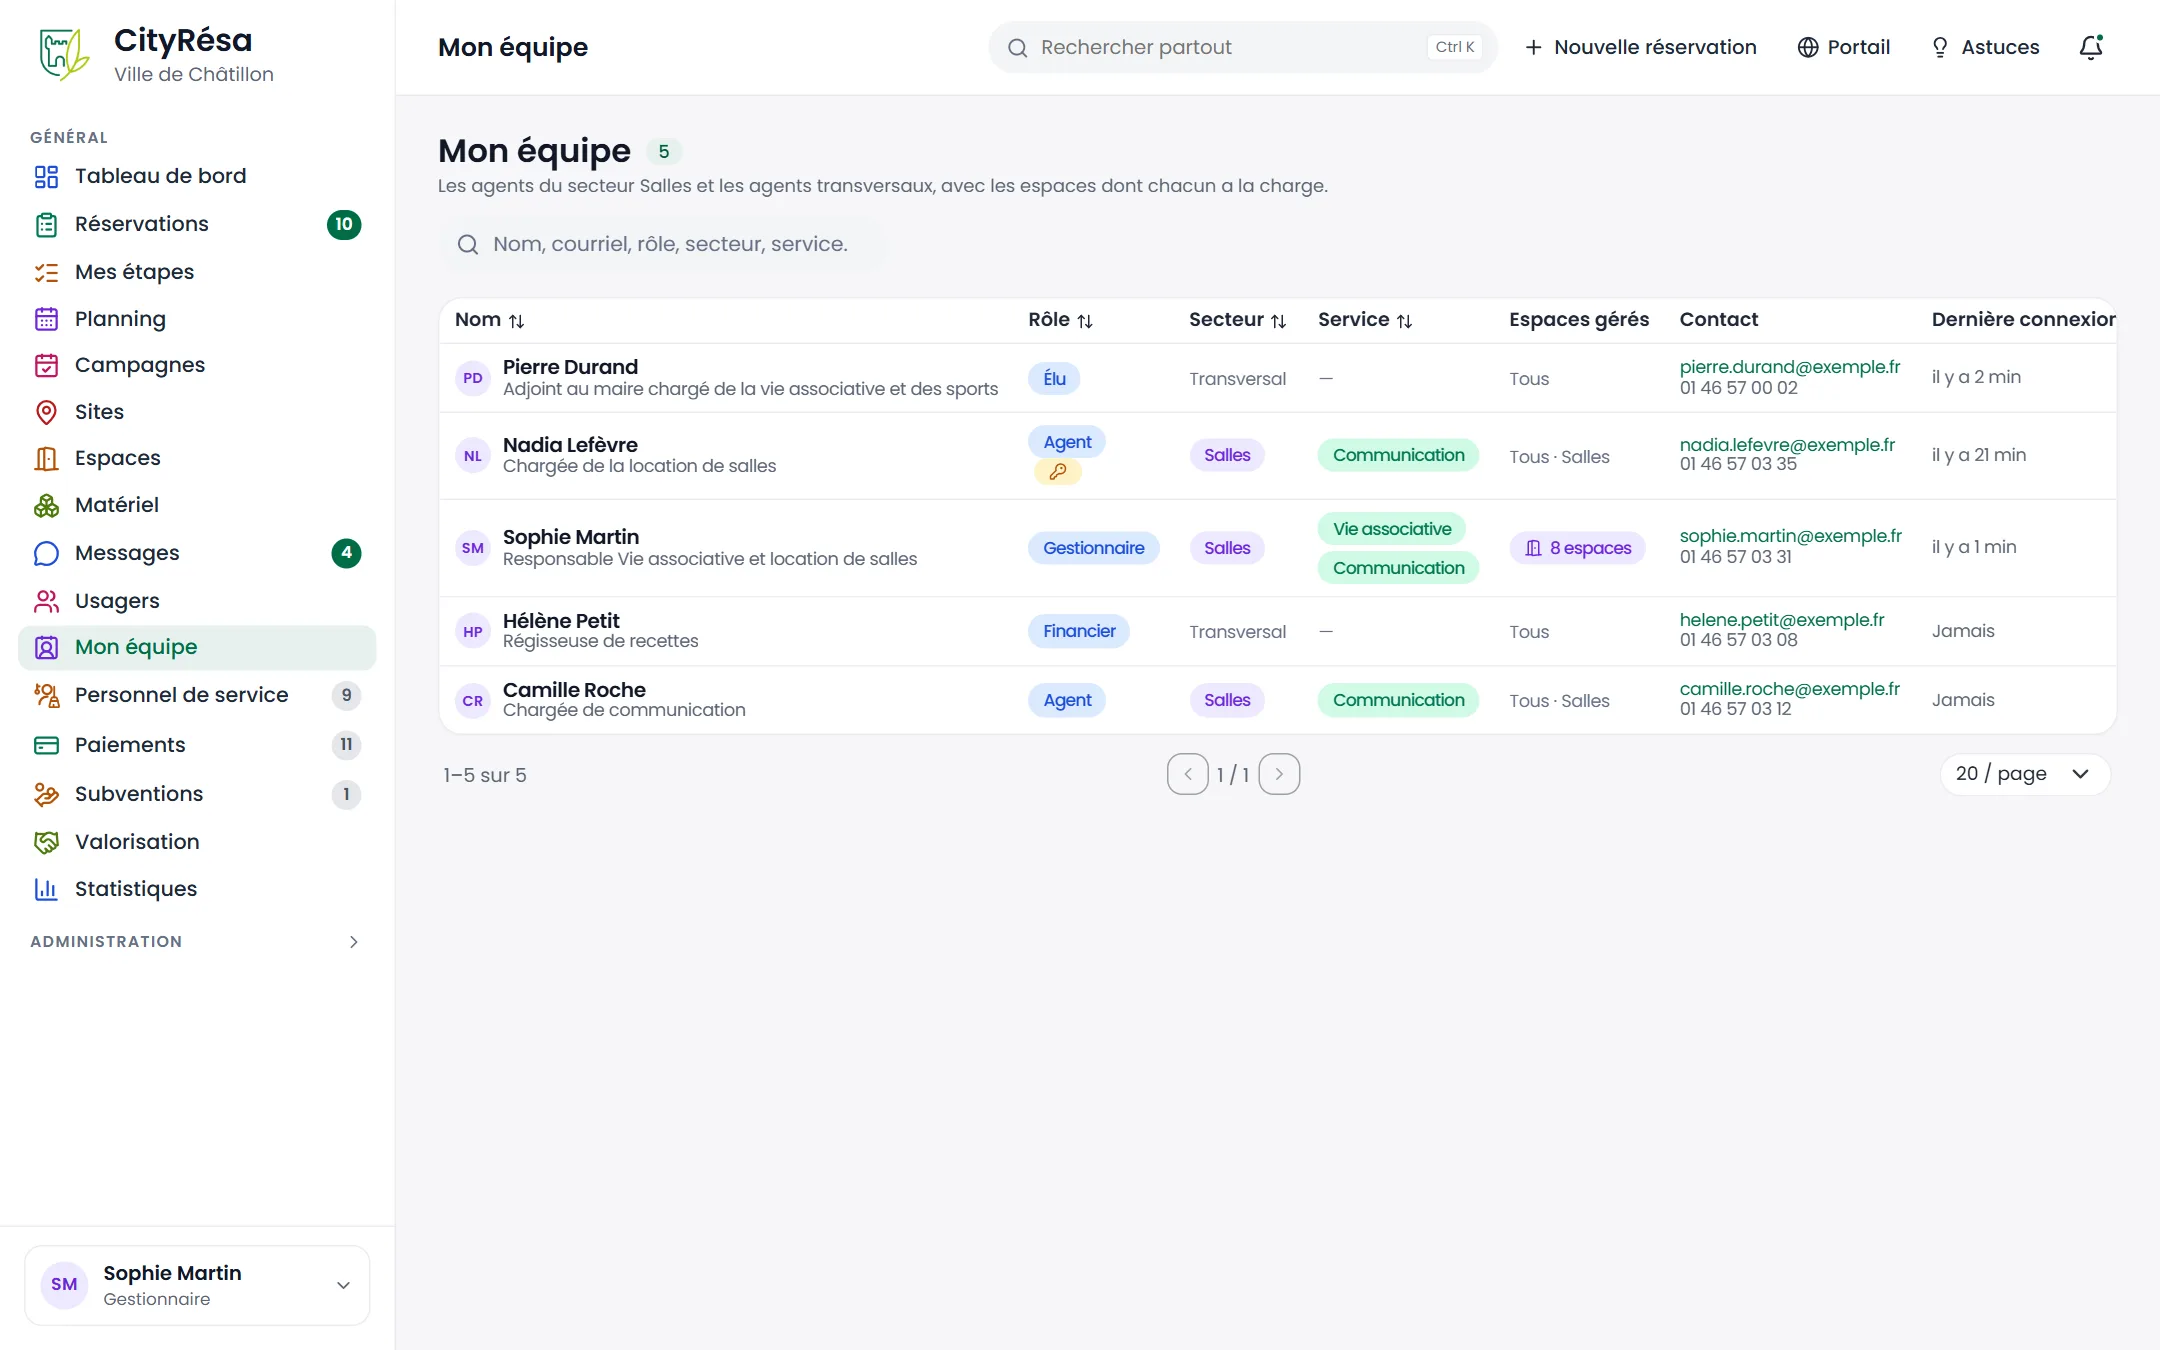 CityRésa
Ville de Châtillon
GÉNÉRAL
Tableau de bord
Réservations 10
Mes étapes
Planning
Campagnes
Sites
Espaces
Matériel
Messages 4
Usagers
Mon équipe
Personnel de service 9
Paiements 11
Subventions 1
Valorisation
Statistiques
ADMINISTRATION
SM
Sophie Martin
Gestionnaire
Mon équipe
Rechercher partout Ctrl K
Nouvelle réservation
Portail
Astuces
Mon équipe 5
Les agents du secteur Salles et les agents transversaux, avec les espaces dont chacun a la charge.
Nom, courriel, rôle, secteur, service.
Nom Rôle Secteur Service Espaces gérés Contact Dernière connexion
PD Pierre Durand
Adjoint au maire chargé de la vie associative et des sports
Élu Transversal — Tous
pierre.durand@exemple.fr
01 46 57 00 02
il y a 2 min
NL Nadia Lefèvre
Chargée de la location de salles
Agent Salles Communication Tous · Salles
nadia.lefevre@exemple.fr
01 46 57 03 35
il y a 21 min
SM Sophie Martin
Responsable Vie associative et location de salles
Gestionnaire Salles
Vie associative
Communication
8 espaces
sophie.martin@exemple.fr
01 46 57 03 31
il y a 1 min
HP Hélène Petit
Régisseuse de recettes
Financier Transversal — Tous
helene.petit@exemple.fr
01 46 57 03 08
Jamais
CR Camille Roche
Chargée de communication
Agent Salles Communication Tous · Salles
camille.roche@exemple.fr
01 46 57 03 12
Jamais
1–5 sur 5
1 / 1
20 / page